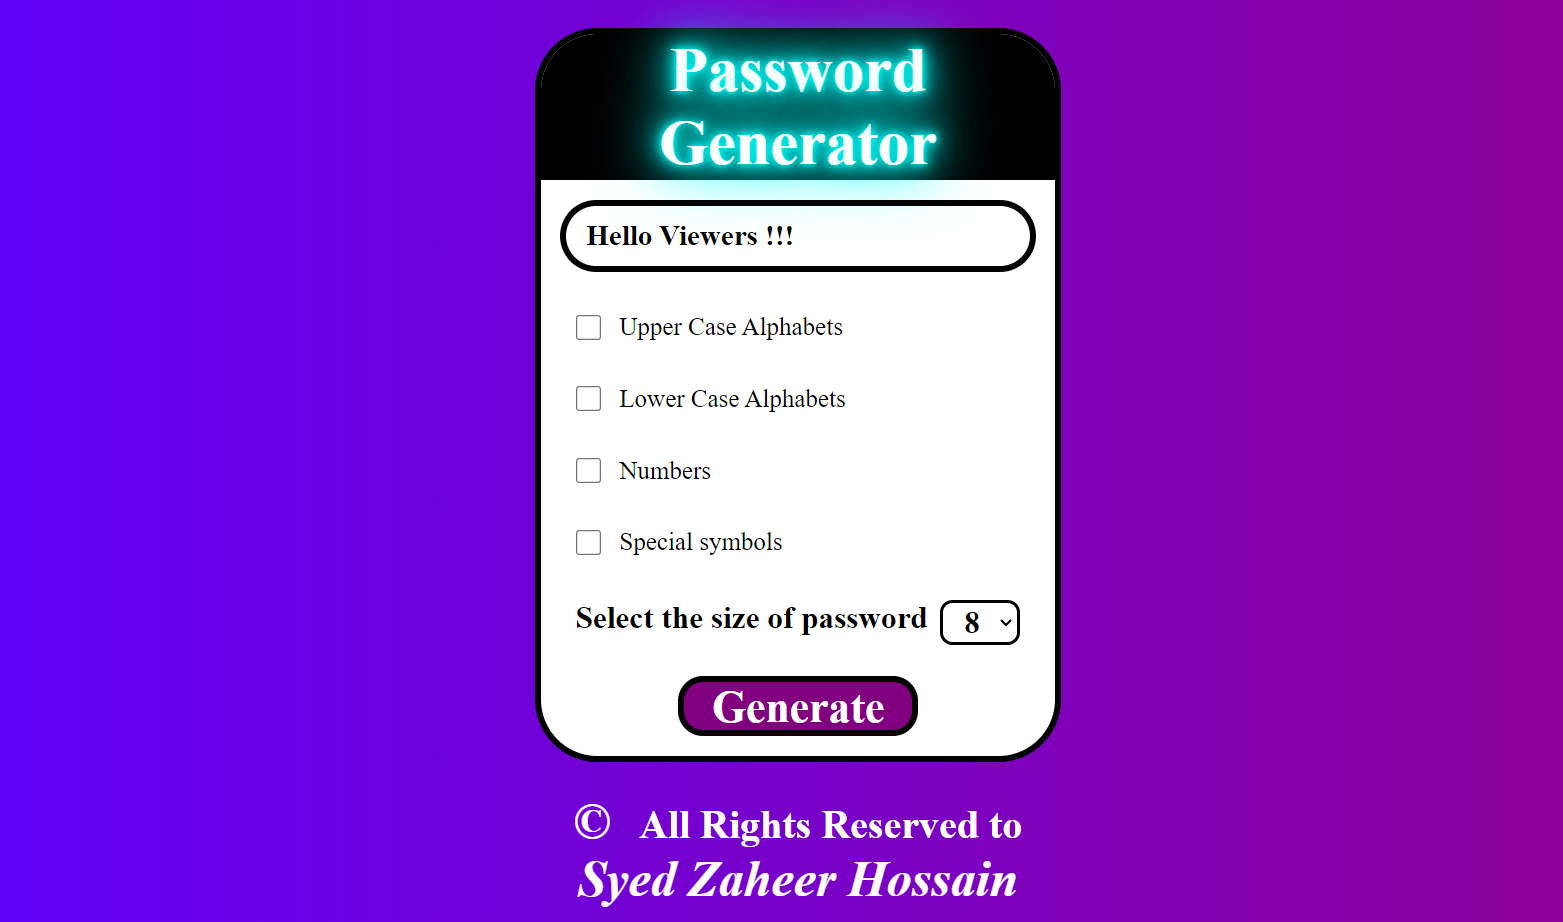 Password
Generator
Hello Viewers !!!
Upper Case Alphabets
Lower Case Alphabets
Numbers
Special symbols
Select the size of password 8
Generate
© All Rights Reserved to
Syed Zaheer Hossain